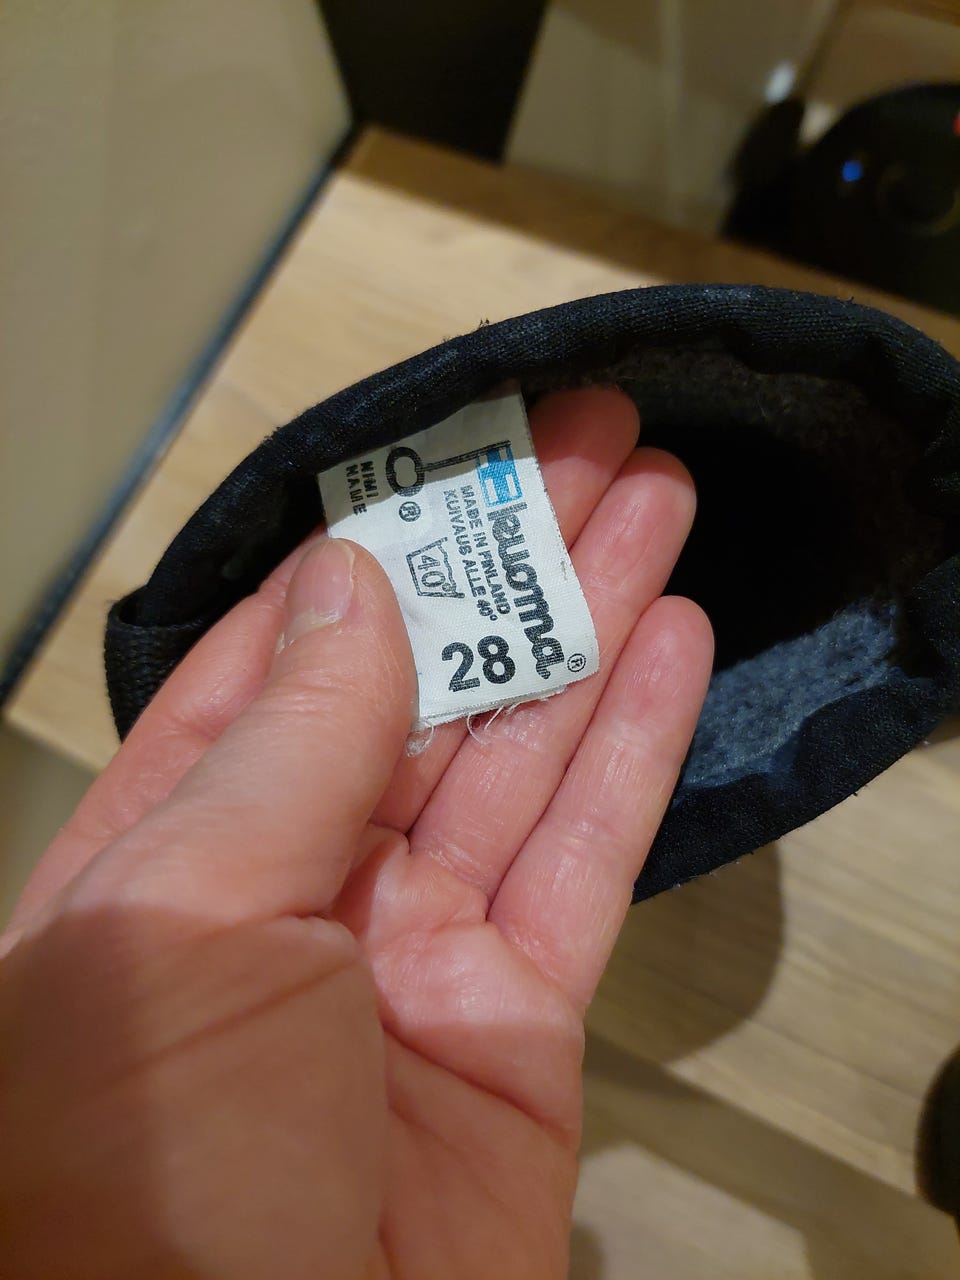 kuoma®
MADE IN FINLAND
KUIVAUS ALLE 40°
28
40°
®
NIMI
NAME